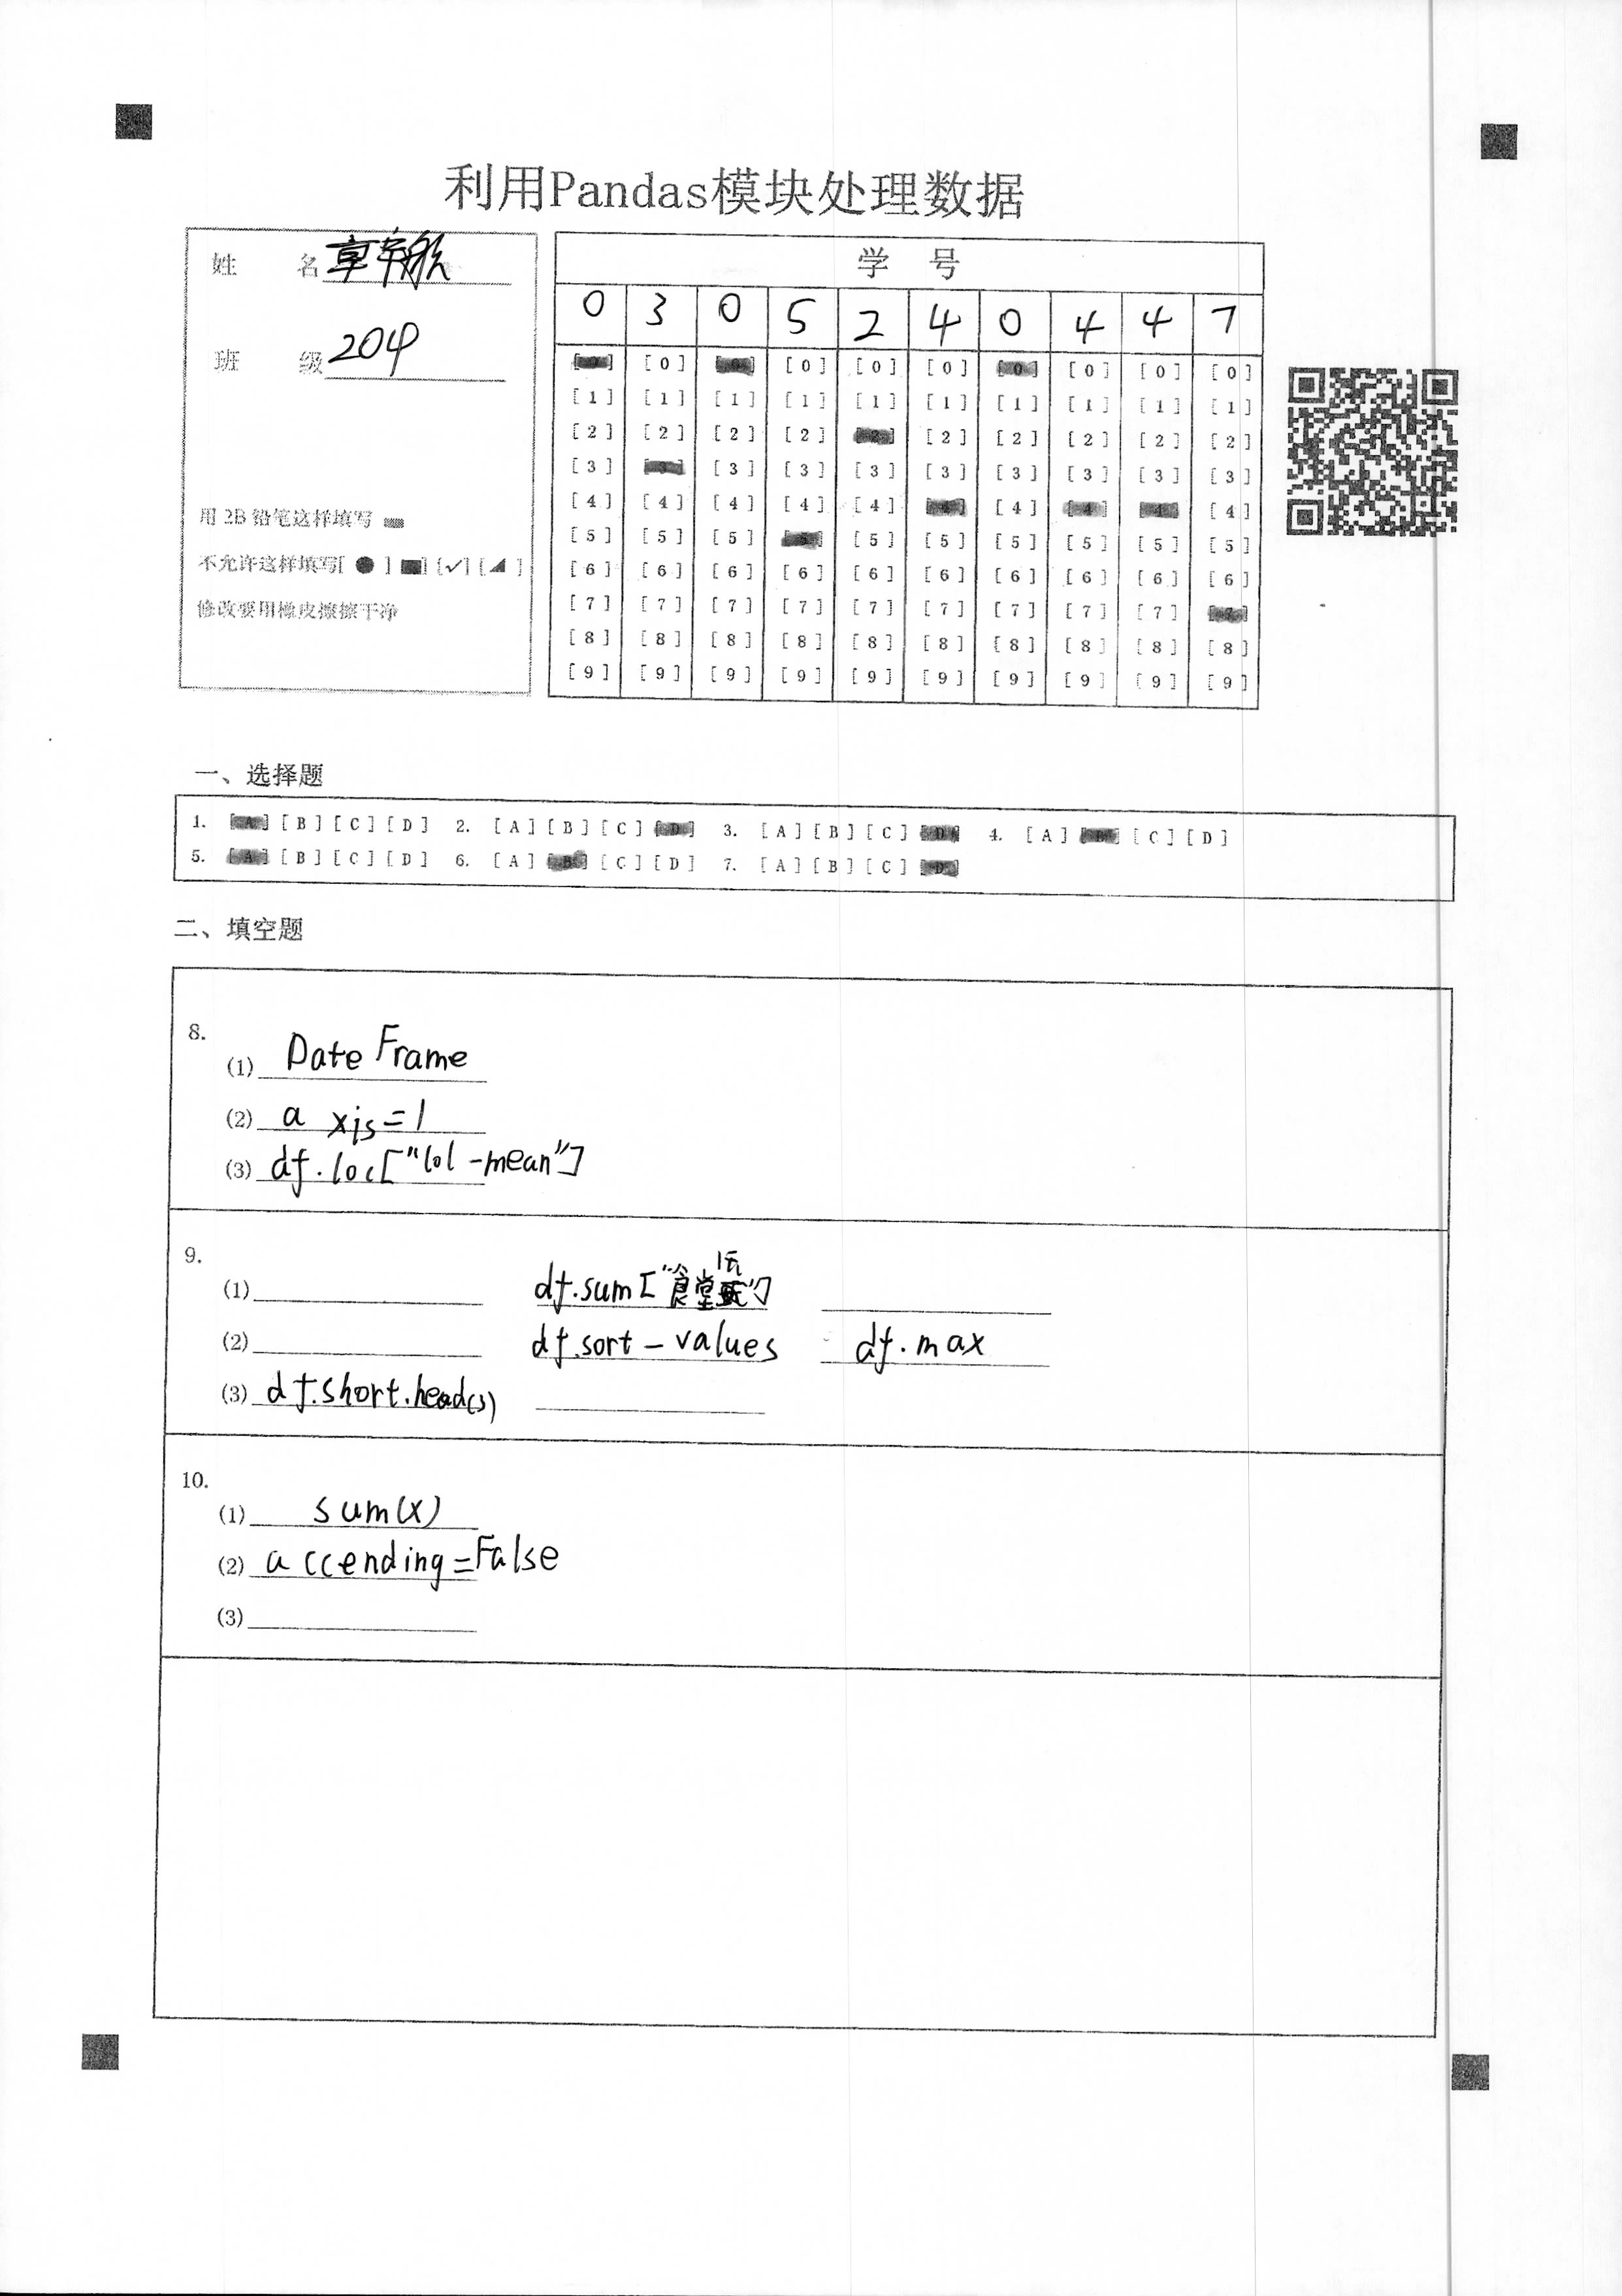 利用Pandas模块处理数据
姓 名
班 级 204
用 2B 铅笔这样填写
不允许这样填写[ ● ] [✓] [ ]
修改要用橡皮擦擦干净
学 号
0 3 0 5 2 4 0 4 4 7
[0] [0] [0] [0] [0] [0] [0] [0] [0] [0]
[1] [1] [1] [1] [1] [1] [1] [1] [1] [1]
[2] [2] [2] [2] [2] [2] [2] [2] [2] [2]
[3] [3] [3] [3] [3] [3] [3] [3] [3] [3]
[4] [4] [4] [4] [4] [4] [4] [4] [4] [4]
[5] [5] [5] [5] [5] [5] [5] [5] [5] [5]
[6] [6] [6] [6] [6] [6] [6] [6] [6] [6]
[7] [7] [7] [7] [7] [7] [7] [7] [7] [7]
[8] [8] [8] [8] [8] [8] [8] [8] [8] [8]
[9] [9] [9] [9] [9] [9] [9] [9] [9] [9]
一、选择题
1. [A] [B] [C] [D] 2. [A] [B] [C] [D] 3. [A] [B] [C] [D] 4. [A] [B] [C] [D]
5. [A] [B] [C] [D] 6. [A] [B] [C] [D] 7. [A] [B] [C] [D]
二、填空题
8.
(1) Date Frame
(2) a xis=1
(3) df.loc["lol-mean"]
9.
(1) df.sum["食堂伍"]
(2) df.sort-values df.max
(3) df.short.head(3)
10.
(1) sum(x)
(2) accending=False
(3)